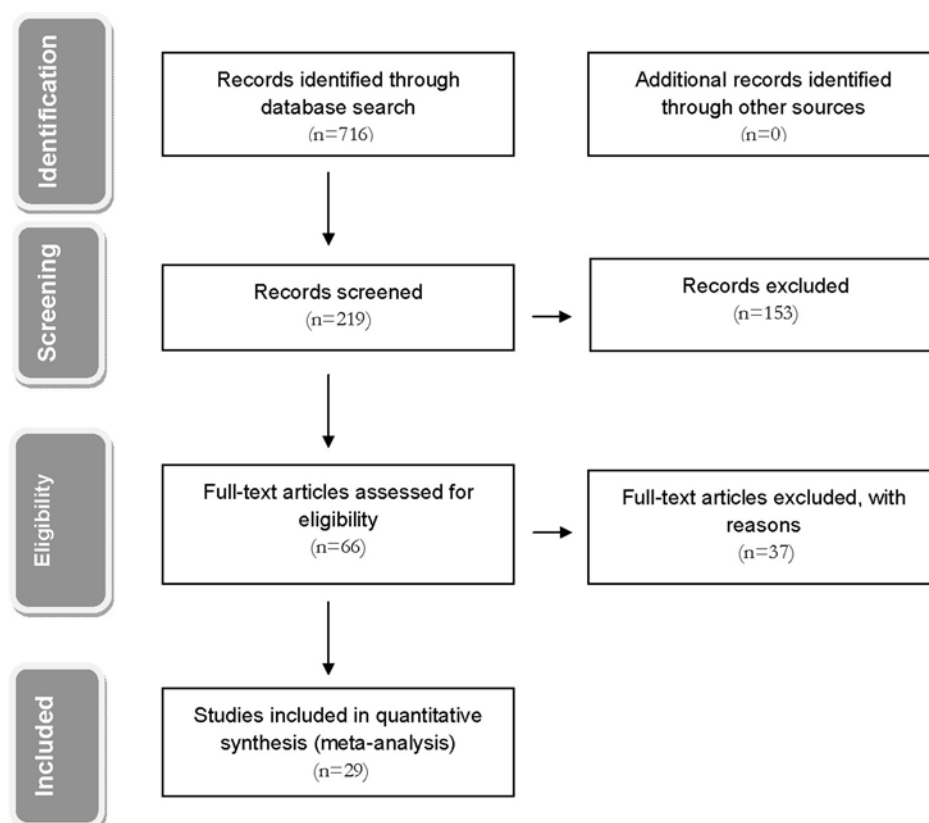 Identification
Records identified through
database search
(n=716)
Additional records identified
through other sources
(n=0)
Screening
Records screened
(n=219)
Records excluded
(n=153)
Eligibility
Full-text articles assessed for
eligibility
(n=66)
Full-text articles excluded, with
reasons
(n=37)
Included
Studies included in quantitative
synthesis (meta-analysis)
(n=29)